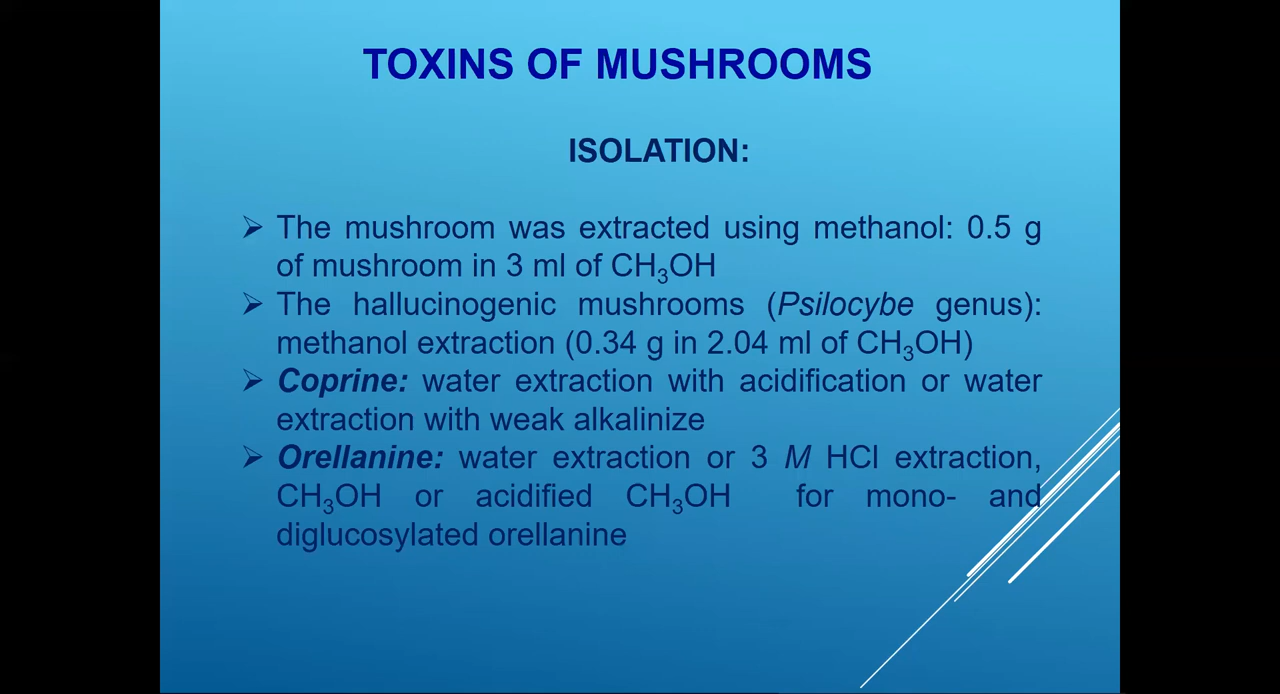 TOXINS OF MUSHROOMS
ISOLATION:
➢ The mushroom was extracted using methanol: 0.5 g
of mushroom in 3 ml of CH₃OH
➢ The hallucinogenic mushrooms (Psilocybe genus):
methanol extraction (0.34 g in 2.04 ml of CH₃OH)
➢ Coprine: water extraction with acidification or water
extraction with weak alkalinize
➢ Orellanine: water extraction or 3 M HCl extraction,
CH₃OH or acidified CH₃OH for mono- and
diglucosylated orellanine